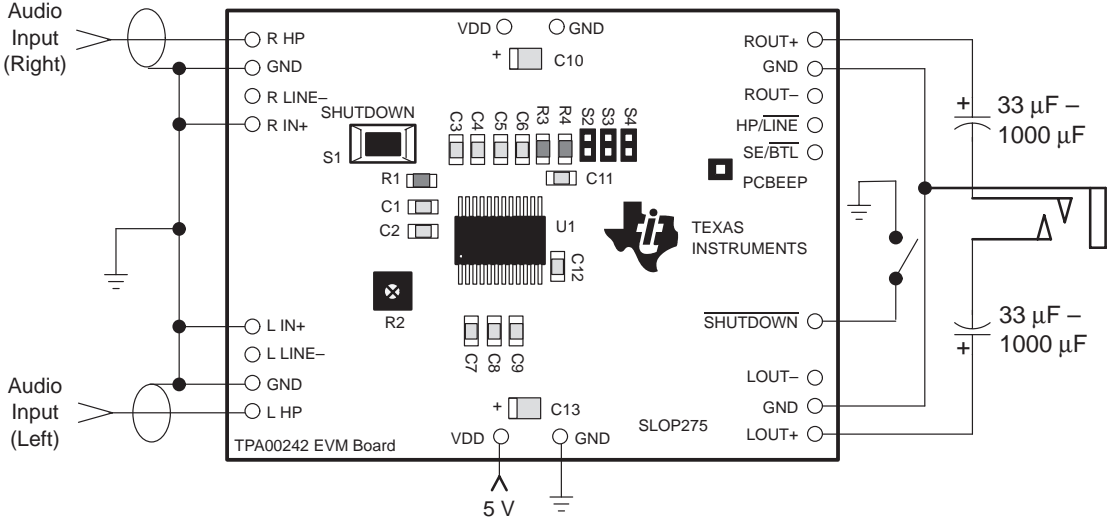 Audio
Input
(Right)
R HP
GND
R LINE–
R IN+
SHUTDOWN
S1
VDD
GND
+
C10
C3
C4
C5
C6
R3
R4
S2
S3
S4
R1
C11
C1
C2
U1
C12
R2
TEXAS
INSTRUMENTS
PCBEEP
ROUT+
GND
ROUT–
HP/LINE
SE/BTL
+
33 µF –
1000 µF
SHUTDOWN
33 µF –
1000 µF
+
L IN+
L LINE–
GND
L HP
Audio
Input
(Left)
C7
C8
C9
+
C13
LOUT–
GND
LOUT+
SLOP275
VDD
GND
TPA00242 EVM Board
5 V